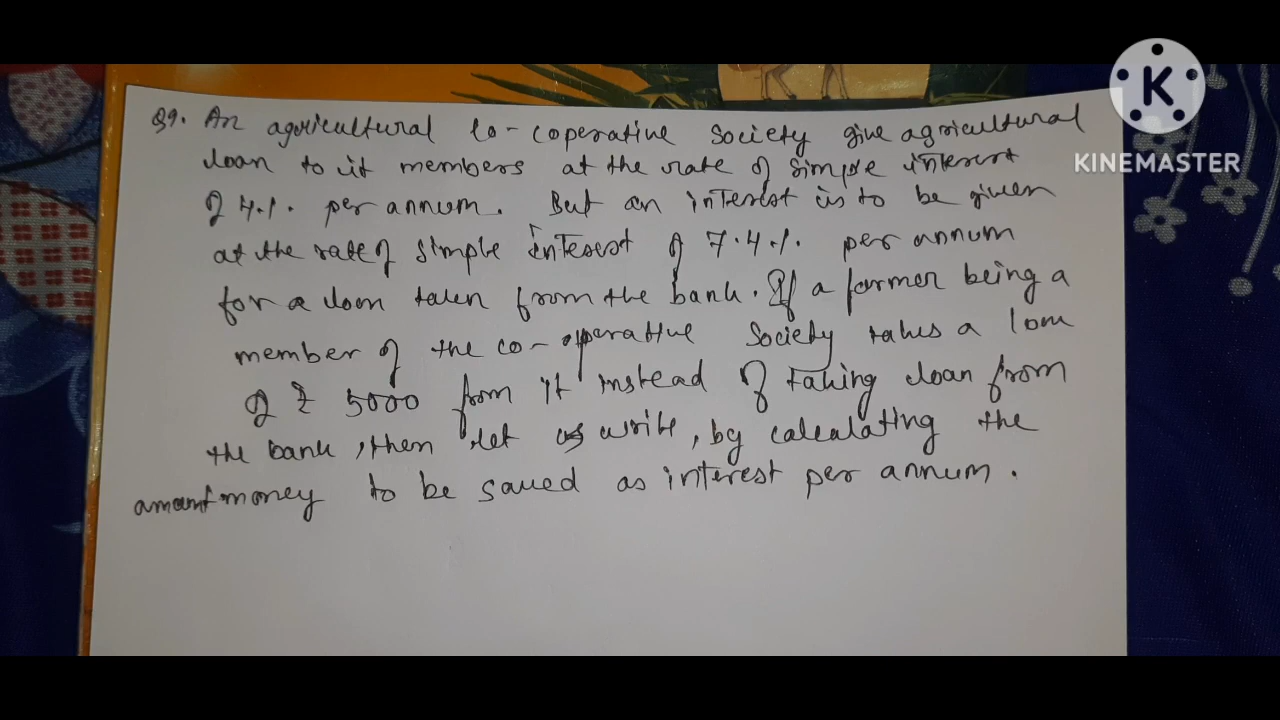 Q9. An agricultural co-coperative Society give agricultural
loan to it members at the rate of simple interest
of 4.1. per annum. But an interest is to be given
at the rate of simple interest of 7.4.1. per annum
for a loan taken from the bank. If a farmer being a
member of the co-operative Society takes a loan
of ₹ 5000 from it instead of taking loan from
the bank, then let us write, by calculating the
amount money to be saved as interest per annum.
K
KINEMASTER